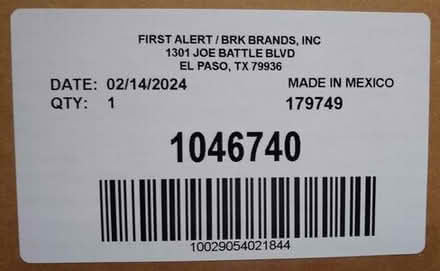 FIRST ALERT / BRK BRANDS, INC
1301 JOE BATTLE BLVD
EL PASO, TX 79936
DATE: 02/14/2024 MADE IN MEXICO
QTY: 1 179749
1046740
10029054021844